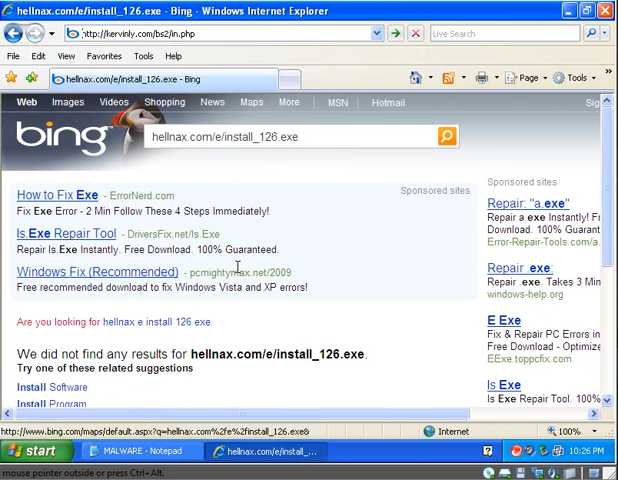 hellnax.com/e/install_126.exe - Bing - Windows Internet Explorer
http://kervinly.com/bs2/in.php
Live Search
File Edit View Favorites Tools Help
hellnax.com/e/install_126.exe - Bing
Page Tools
Web Images Videos Shopping News Maps More MSN Hotmail Sig
bing
hellnax.com/e/install_126.exe
Sponsored sites
How to Fix Exe - ErrorNerd.com
Fix Exe Error - 2 Min Follow These 4 Steps Immediately!
Is.Exe Repair Tool - DriversFix.net/Is.Exe
Repair Is.Exe Instantly. Free Download. 100% Guaranteed.
Windows Fix (Recommended) - pcmightymax.net/2009
Free recommended download to fix Windows Vista and XP errors!
Are you looking for hellnax e install 126 exe
We did not find any results for hellnax.com/e/install_126.exe.
Try one of these related suggestions
Install Software
Install Program
Sponsored sites
Repair: "a.exe"
Repair a.exe Instantly! Fr
Download.
Error-Repair-Tools.com/a.
Repair .exe.
Repair .exe. Takes 3 Min
windows-help.org
E Exe
Fix & Repair PC Errors in
Download - Optimize
EExe.toppcfix.com
Is Exe
Repair Is.exe Tool. 100%
http://www.bing.com/maps/default.aspx?q=hellnax.com%2fe%2finstall_126.exe&
Internet
100%
start
MALWARE - Notepad
hellnax.com/e/install_...
10:26 PM
mouse pointer outside or press Ctrl+Alt.